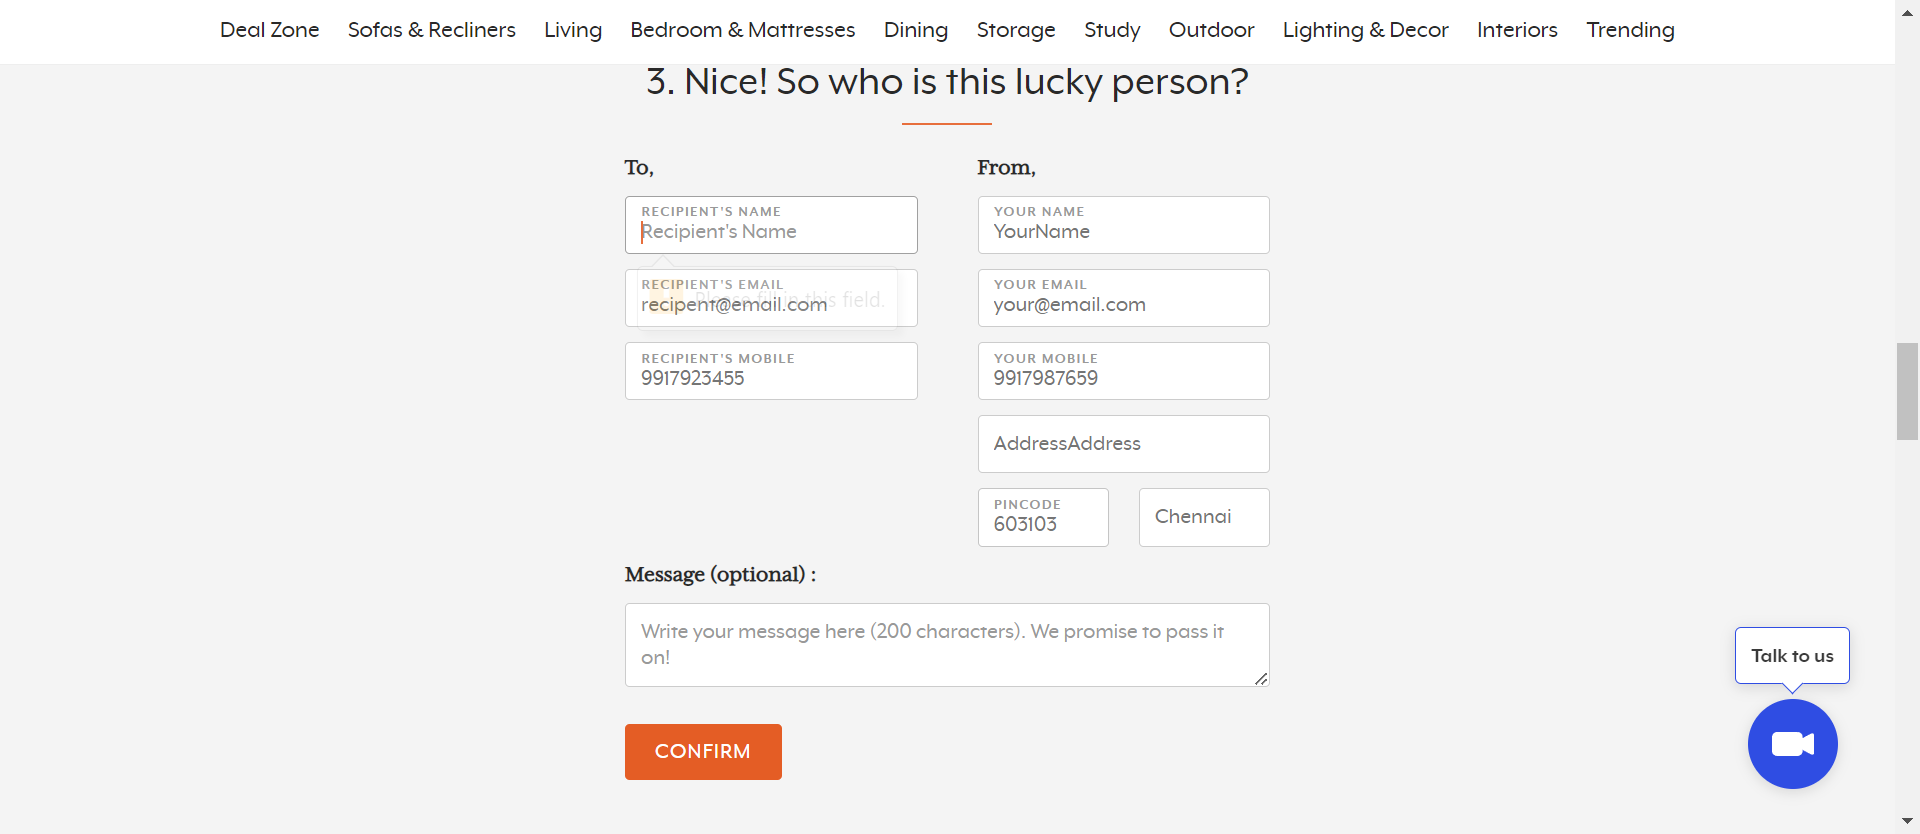 Deal Zone Sofas & Recliners Living Bedroom & Mattresses Dining Storage Study Outdoor Lighting & Decor Interiors Trending
3. Nice! So who is this lucky person?
To,
RECIPIENT'S NAME
Recipient's Name
RECIPIENT'S EMAIL
recipent@email.com
Please fill in this field.
RECIPIENT'S MOBILE
9917923455
From,
YOUR NAME
YourName
YOUR EMAIL
your@email.com
YOUR MOBILE
9917987659
AddressAddress
PINCODE
603103
Chennai
Message (optional) :
Write your message here (200 characters). We promise to pass it
on!
CONFIRM
Talk to us